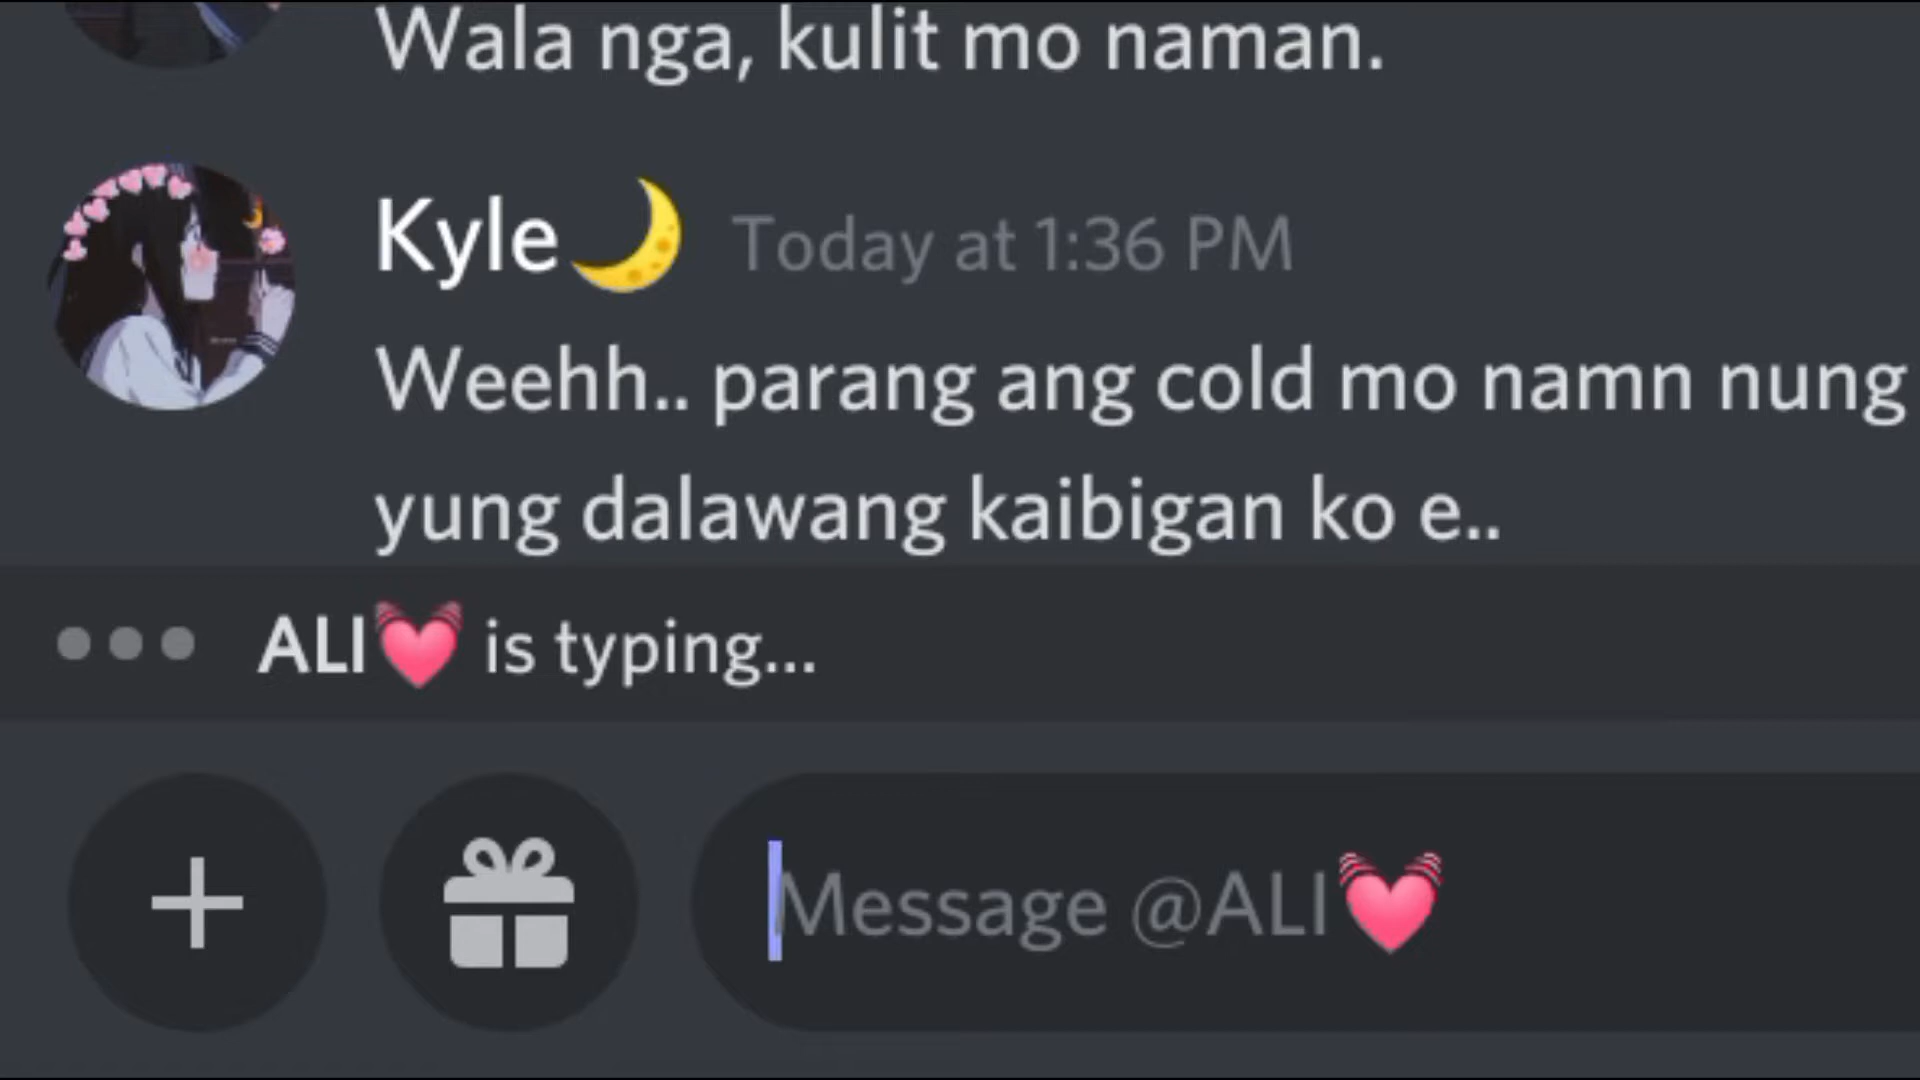 Wala nga, kulit mo naman.
Kyle🌙 Today at 1:36 PM
Weehh.. parang ang cold mo namn nung
yung dalawang kaibigan ko e..
ALI💓 is typing...
Message @ALI💓